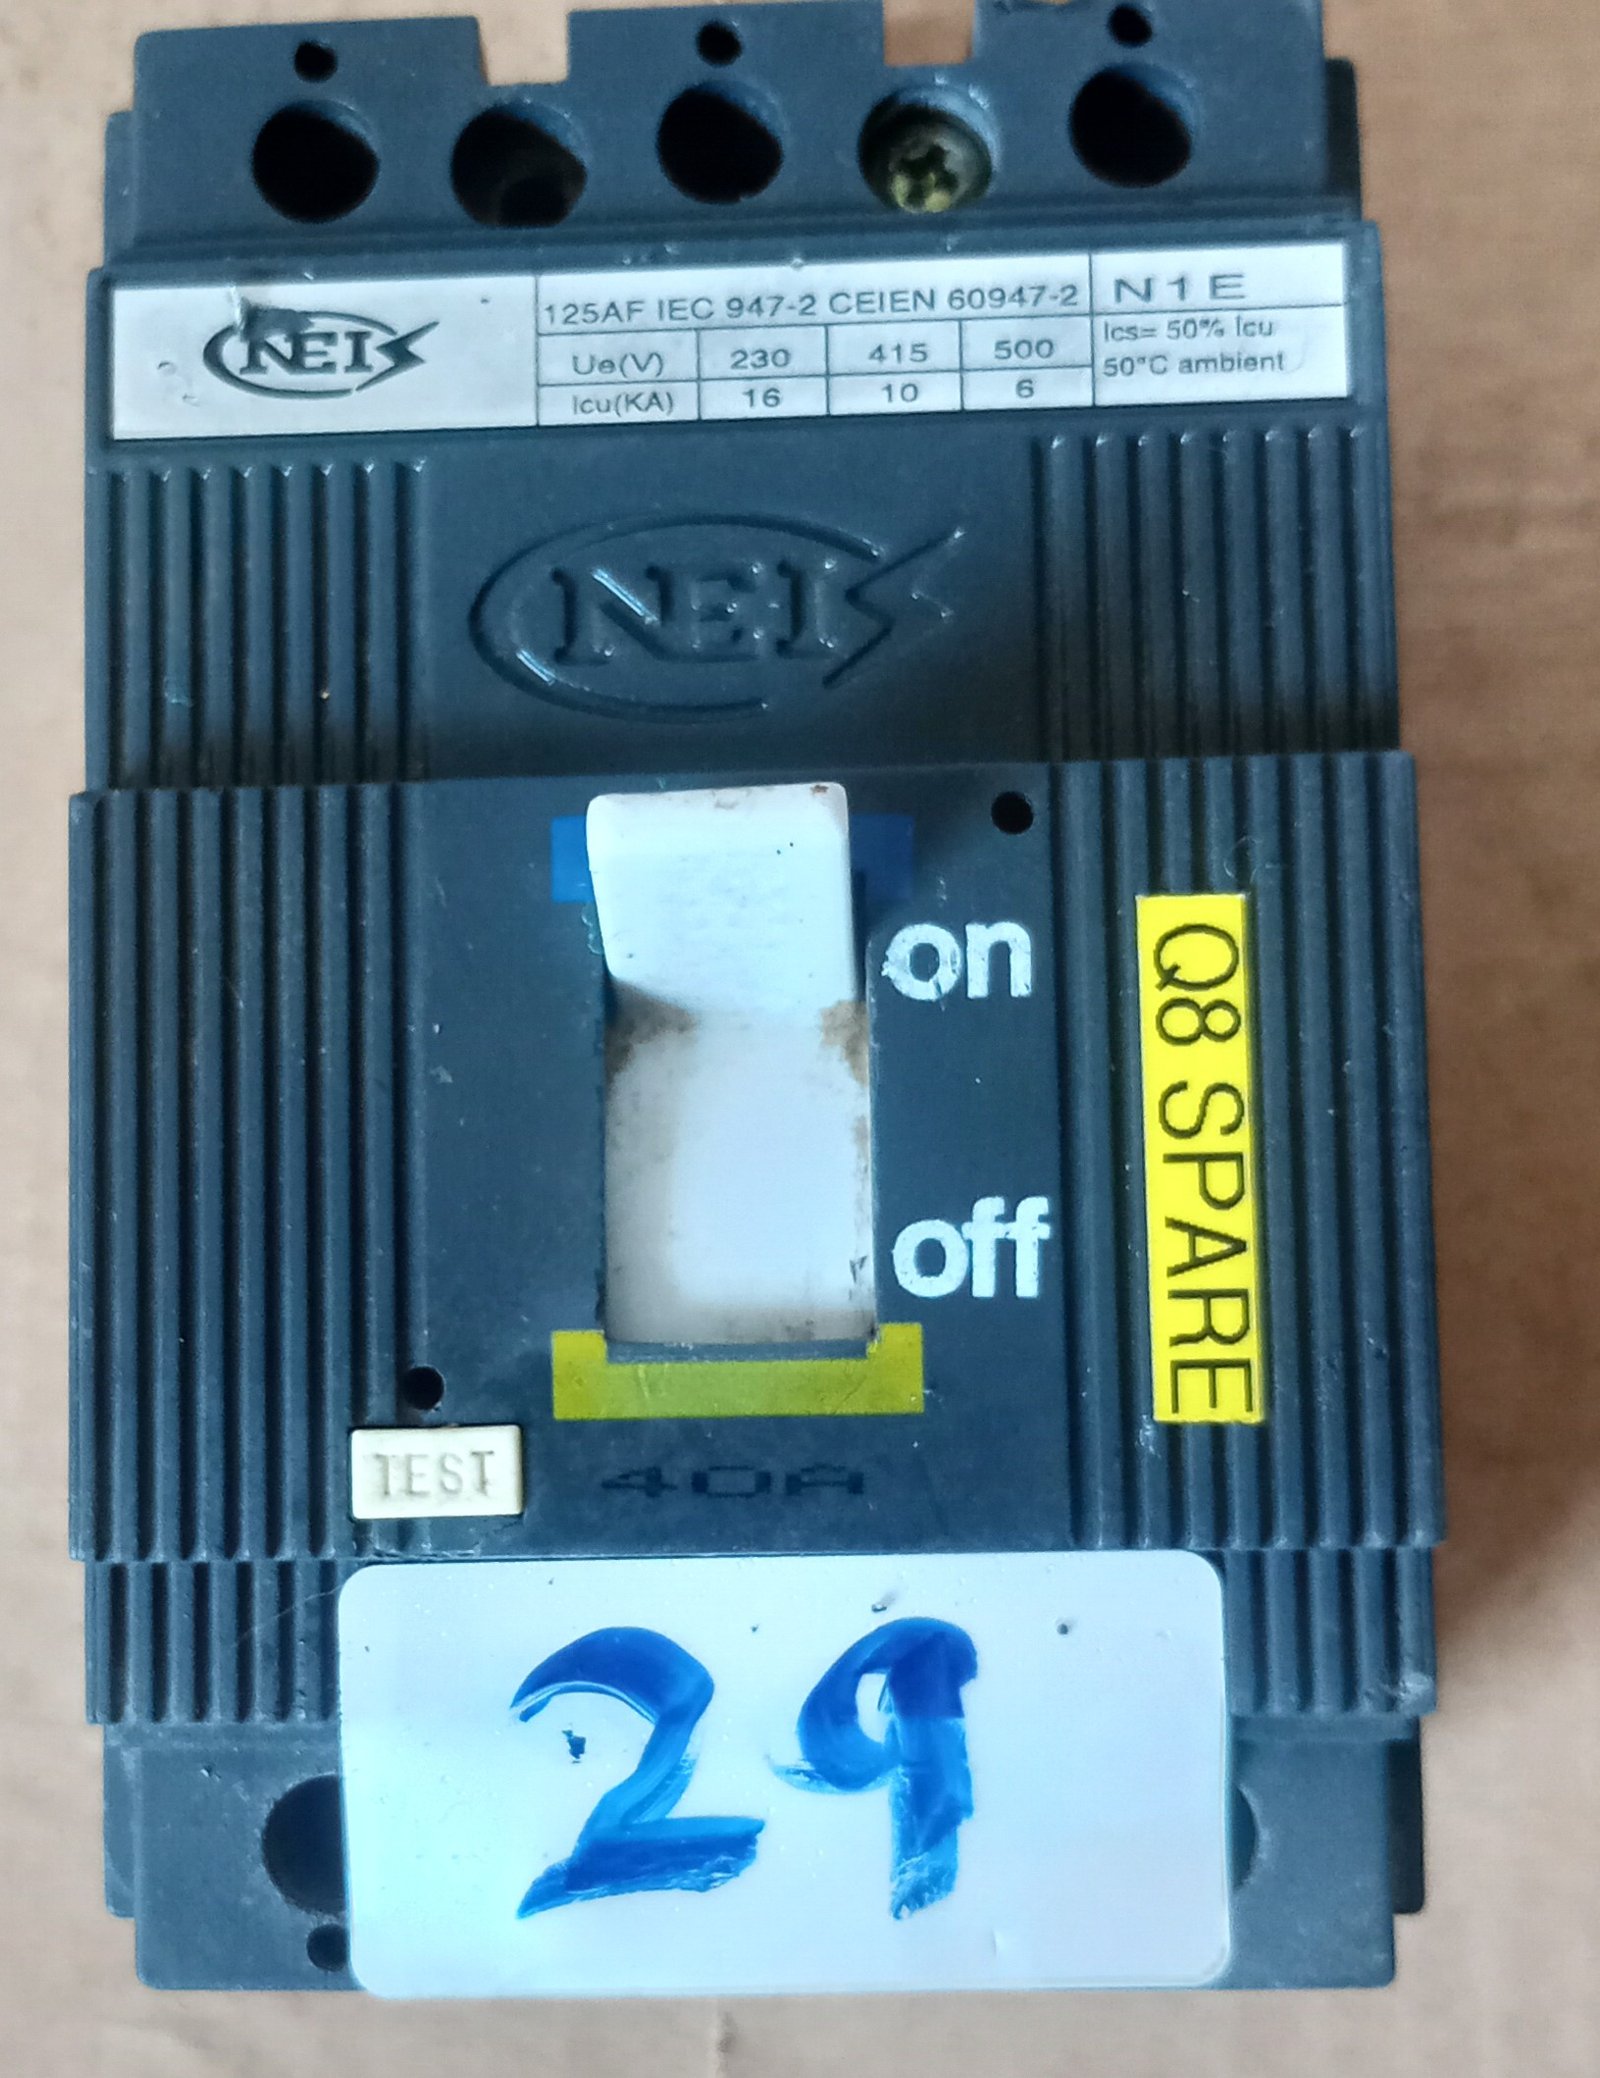 NEI
125AF IEC 947-2 CEIEN 60947-2
N1E
Ue(V) 230 415 500
Icu(KA) 16 10 6
Ics= 50% Icu
50°C ambient
NEI
on
off
Q8 SPARE
TEST
40A
29